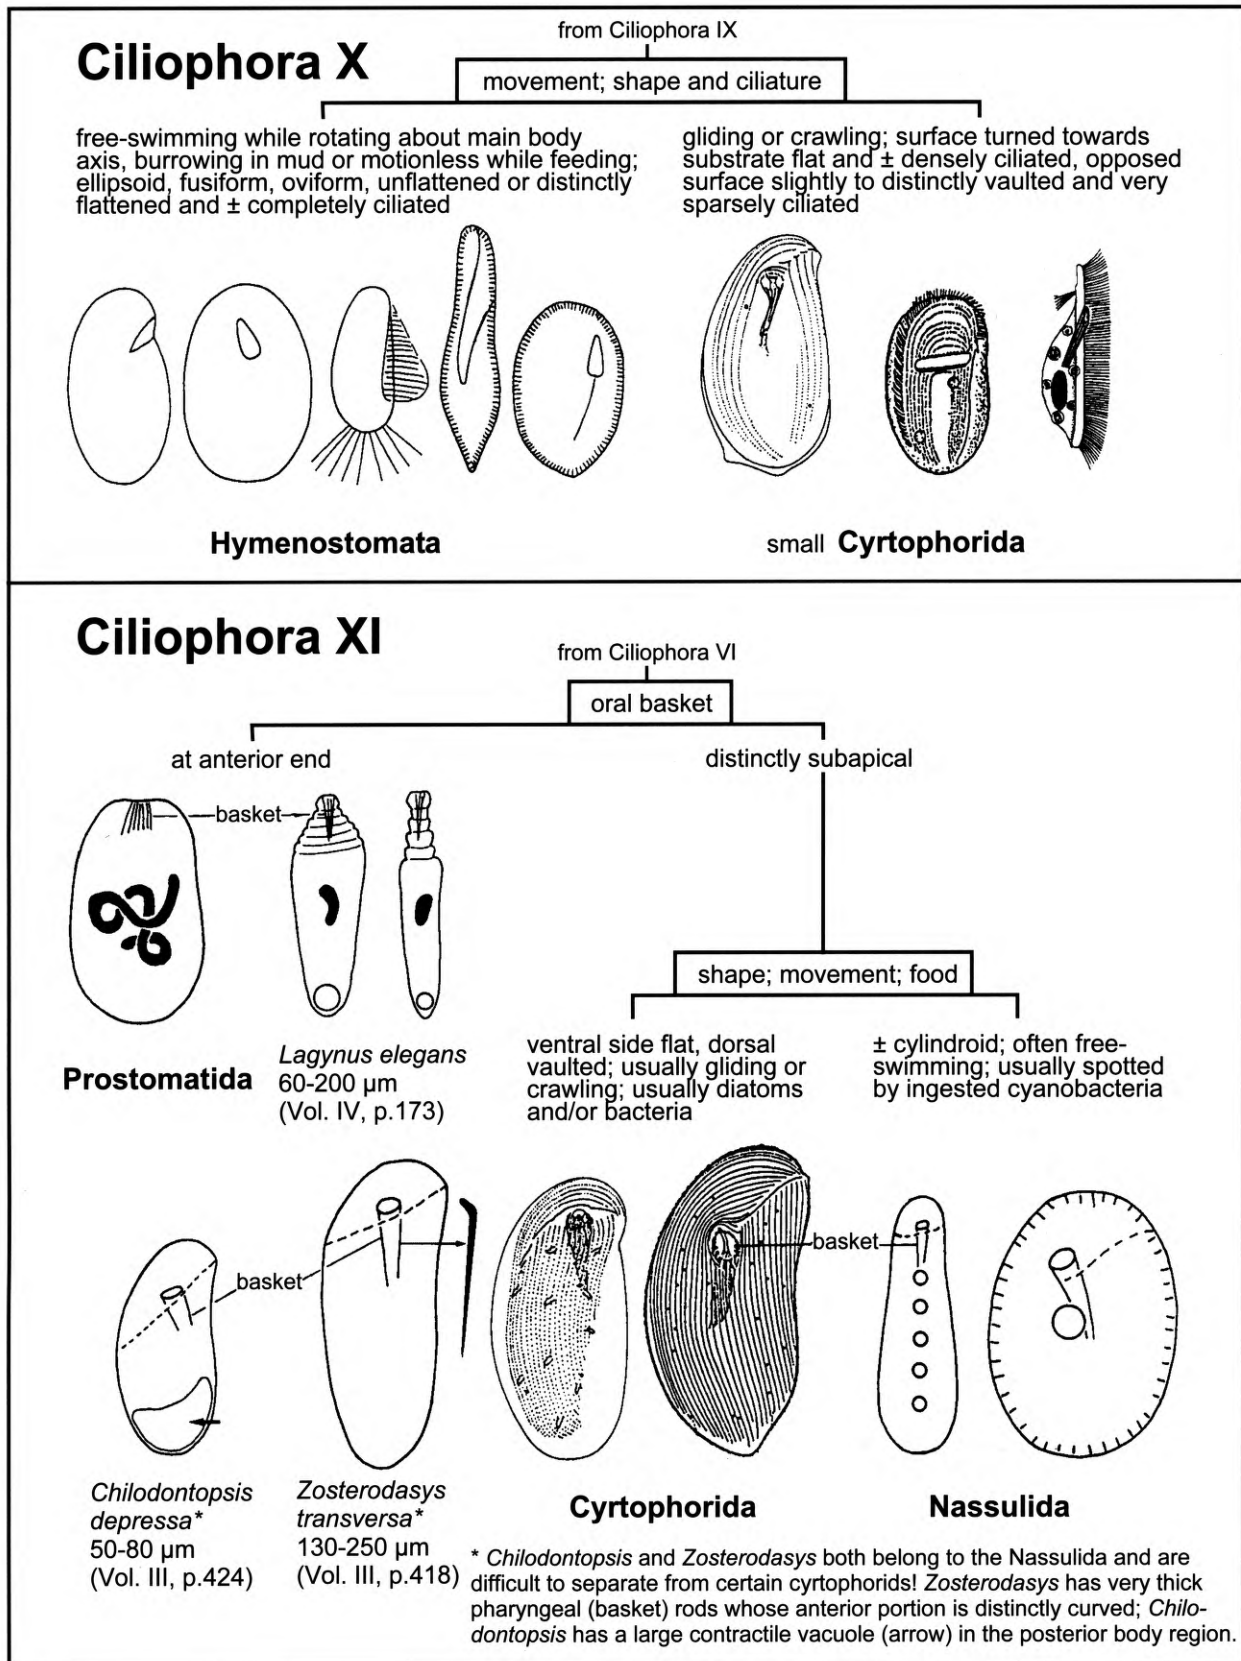 Ciliophora X
from Ciliophora IX
movement; shape and ciliature
free-swimming while rotating about main body
axis, burrowing in mud or motionless while feeding;
ellipsoid, fusiform, oviform, unflattened or distinctly
flattened and ± completely ciliated
gliding or crawling; surface turned towards
substrate flat and ± densely ciliated, opposed
surface slightly to distinctly vaulted and very
sparsely ciliated
Hymenostomata
small Cyrtophorida
Ciliophora XI
from Ciliophora VI
oral basket
at anterior end
distinctly subapical
basket
shape; movement; food
Prostomatida
Lagynus elegans
60-200 µm
(Vol. IV, p.173)
ventral side flat, dorsal
vaulted; usually gliding or
crawling; usually diatoms
and/or bacteria
± cylindroid; often free-
swimming; usually spotted
by ingested cyanobacteria
basket
basket
Chilodontopsis
depressa*
50-80 µm
(Vol. III, p.424)
Zosterodasys
transversa*
130-250 µm
(Vol. III, p.418)
Cyrtophorida
Nassulida
* Chilodontopsis and Zosterodasys both belong to the Nassulida and are
difficult to separate from certain cyrtophorids! Zosterodasys has very thick
pharyngeal (basket) rods whose anterior portion is distinctly curved; Chilo-
dontopsis has a large contractile vacuole (arrow) in the posterior body region.